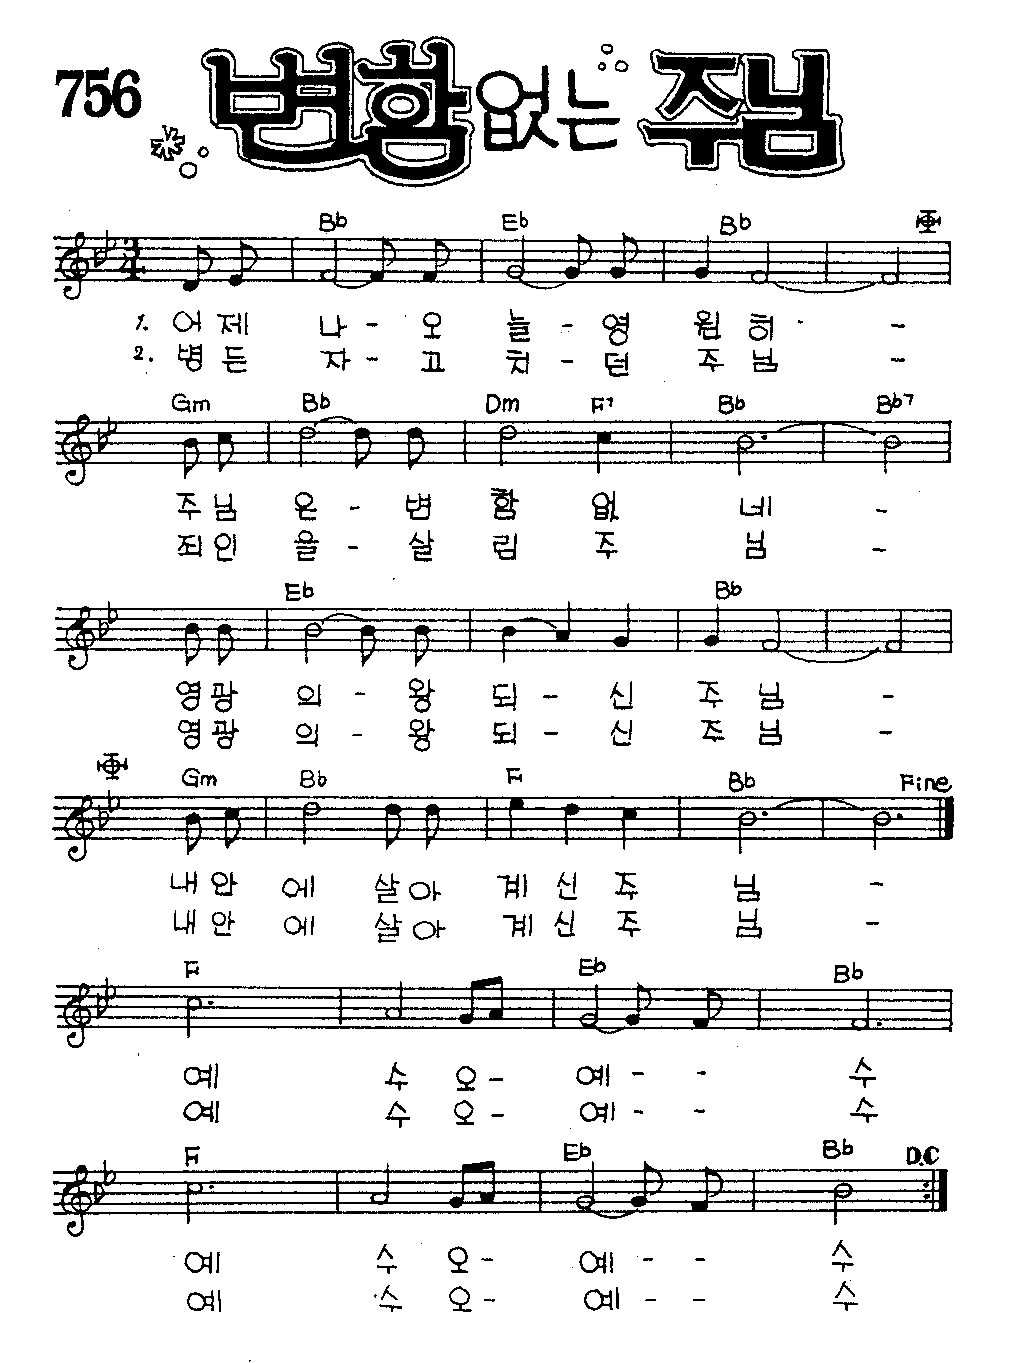 756 변함없는 주님
Bb Eb Bb
3
4
1. 어제 나 - 오 늘 - 영 원히 - -
2. 병든 자 - 고 치 - 던 주 님 -
Gm Bb Dm F7 Bb Bb7
주님 은 - 변 함 없 네 -
죄인 을 - 살 림 주 님 -
Eb Bb
영광 의 - 왕 되 - 신 주 님 -
영광 의 - 왕 되 - 신 주 님 -
Gm Bb F Bb Fine
내 안 에 살아 계 신 주 님 -
내 안 에 살아 계 신 주 님 -
F Eb Bb
예 수 오 - 예 - - 수
예 수 오 - 예 - - 수
F Eb Bb D.C
예 수 오 - 예 - - 수
예 수 오 - 예 - - 수